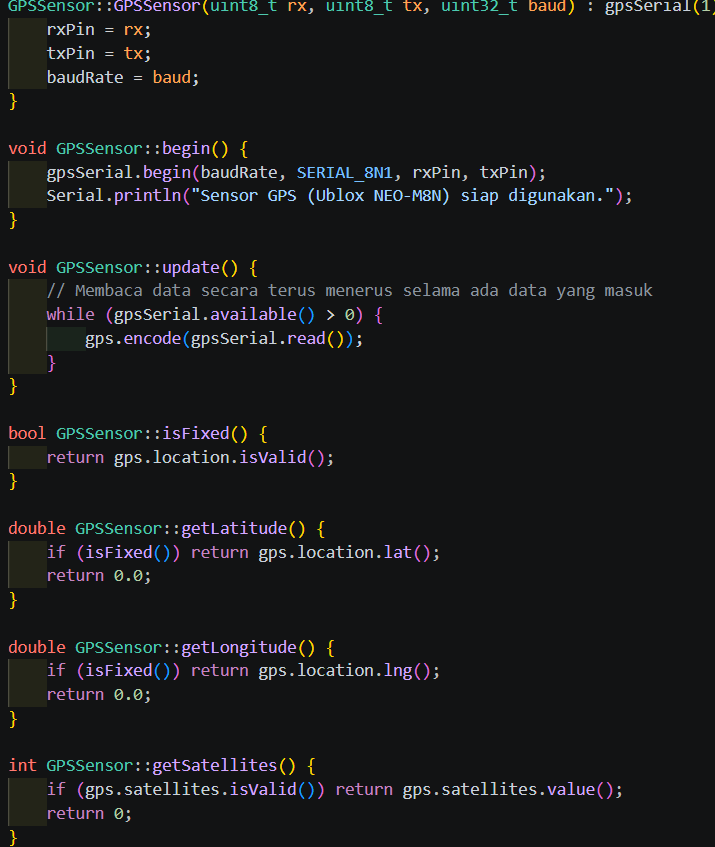 GPSSensor::GPSSensor(uint8_t rx, uint8_t tx, uint32_t baud) : gpsSerial(1)
    rxPin = rx;
    txPin = tx;
    baudRate = baud;
}

void GPSSensor::begin() {
    gpsSerial.begin(baudRate, SERIAL_8N1, rxPin, txPin);
    Serial.println("Sensor GPS (Ublox NEO-M8N) siap digunakan.");
}

void GPSSensor::update() {
    // Membaca data secara terus menerus selama ada data yang masuk
    while (gpsSerial.available() > 0) {
        gps.encode(gpsSerial.read());
    }
}

bool GPSSensor::isFixed() {
    return gps.location.isValid();
}

double GPSSensor::getLatitude() {
    if (isFixed()) return gps.location.lat();
    return 0.0;
}

double GPSSensor::getLongitude() {
    if (isFixed()) return gps.location.lng();
    return 0.0;
}

int GPSSensor::getSatellites() {
    if (gps.satellites.isValid()) return gps.satellites.value();
    return 0;
}